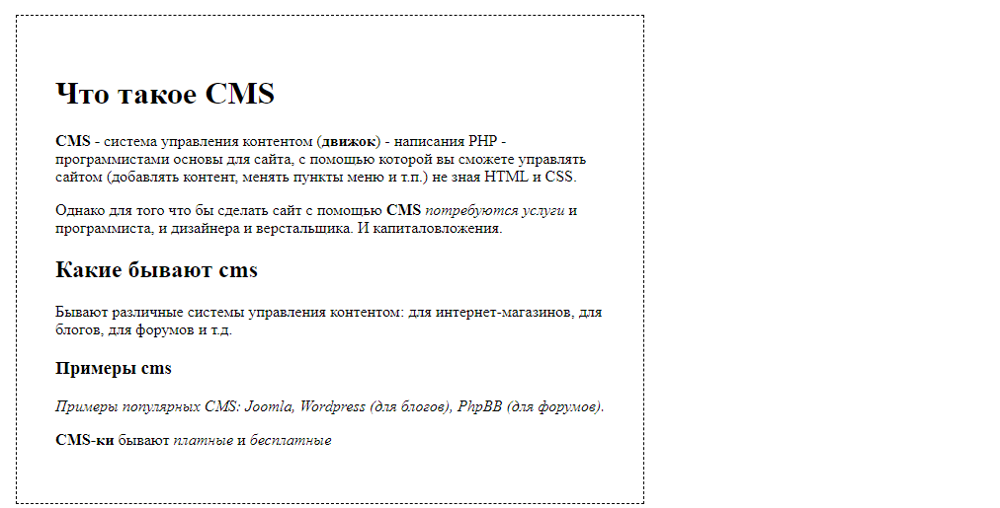 Что такое CMS
CMS - система управления контентом (движок) - написания PHP -
программистами основы для сайта, с помощью которой вы сможете управлять
сайтом (добавлять контент, менять пункты меню и т.п.) не зная HTML и CSS.
Однако для того что бы сделать сайт с помощью CMS потребуются услуги и
программиста, и дизайнера и верстальщика. И капиталовложения.
Какие бывают cms
Бывают различные системы управления контентом: для интернет-магазинов, для
блогов, для форумов и т.д.
Примеры cms
Примеры популярных CMS: Joomla, Wordpress (для блогов), PhpBB (для форумов).
CMS-ки бывают платные и бесплатные